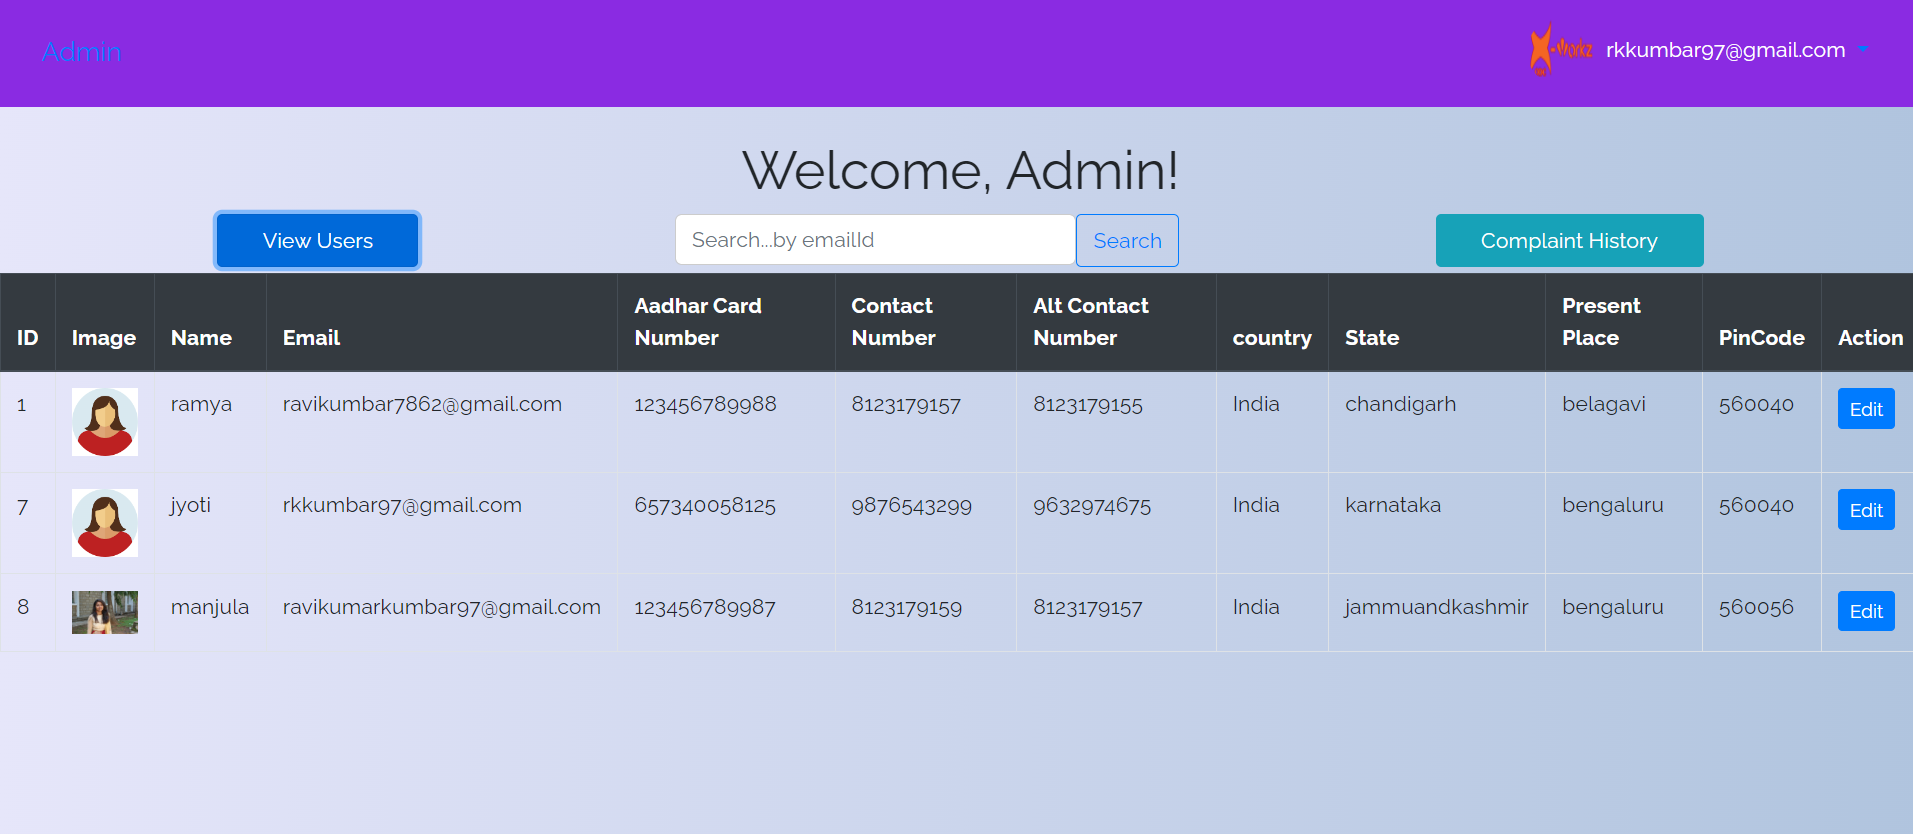 Admin
X-workz
rkkumbar97@gmail.com
Welcome, Admin!
View Users
Search...by emailId
Search
Complaint History
ID Image Name Email Aadhar Card Number Contact Number Alt Contact Number country State Present Place PinCode Action
1 ramya ravikumbar7862@gmail.com 123456789988 8123179157 8123179155 India chandigarh belagavi 560040 Edit
7 jyoti rkkumbar97@gmail.com 657340058125 9876543299 9632974675 India karnataka bengaluru 560040 Edit
8 manjula ravikumarkumbar97@gmail.com 123456789987 8123179159 8123179157 India jammuandkashmir bengaluru 560056 Edit